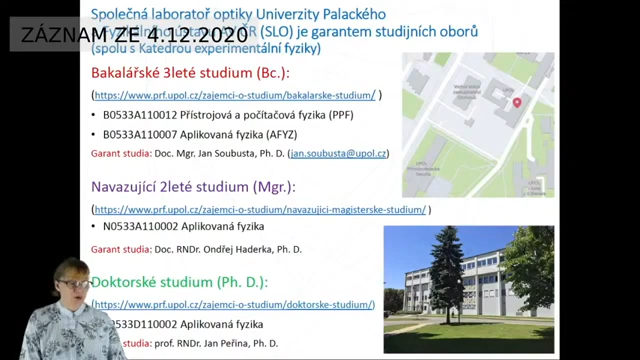 Společná laboratoř optiky Univerzity Palackého
ZÁZNAM ZE 4.12.2020
(SLO) je garantem studijních oborů
(spolu s Katedrou experimentální fyziky)
Bakalářské 3leté studium (Bc.):
(https://www.prf.upol.cz/zajemci-o-studium/bakalarske-studium/ )
• B0533A110012 Přístrojová a počítačová fyzika (PPF)
• B0533A110007 Aplikovaná fyzika (AFYZ)
Garant studia: Doc. Mgr. Jan Soubusta, Ph. D. (jan.soubusta@upol.cz)
Navazující 2leté studium (Mgr.):
(https://www.prf.upol.cz/zajemci-o-studium/navazujici-magisterske-studium/ )
• N0533A110002 Aplikovaná fyzika
Garant studia: Doc. RNDr. Ondřej Haderka, Ph. D.
Doktorské studium (Ph. D.):
(https://www.prf.upol.cz/zajemci-o-studium/doktorske-studium/)
0533D110002 Aplikovaná fyzika
studia: prof. RNDr. Jan Peřina, Ph. D.